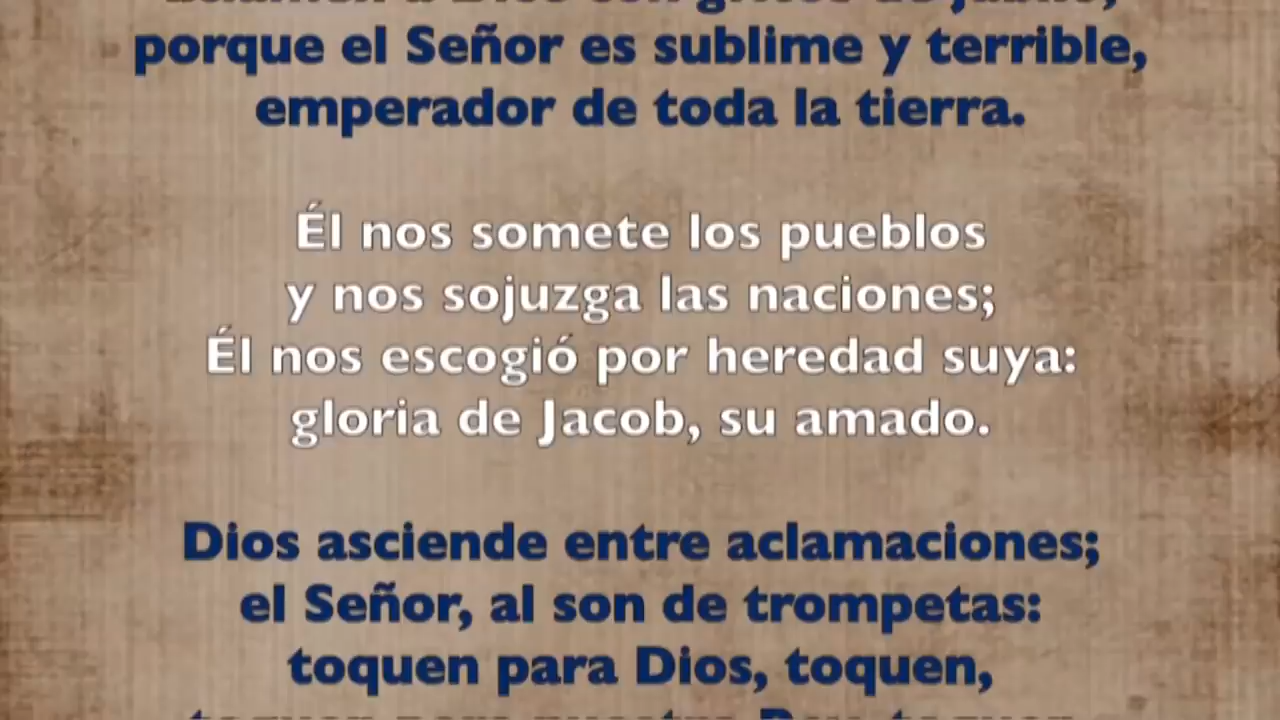 porque el Señor es sublime y terrible,
emperador de toda la tierra.
Él nos somete los pueblos
y nos sojuzga las naciones;
Él nos escogió por heredad suya:
gloria de Jacob, su amado.
Dios asciende entre aclamaciones;
el Señor, al son de trompetas:
toquen para Dios, toquen,